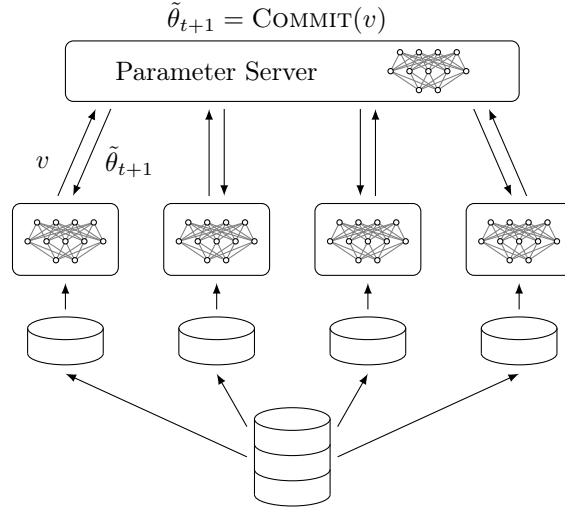 θ̃ₜ₊₁ = COMMIT(v)
Parameter Server
v
θ̃ₜ₊₁